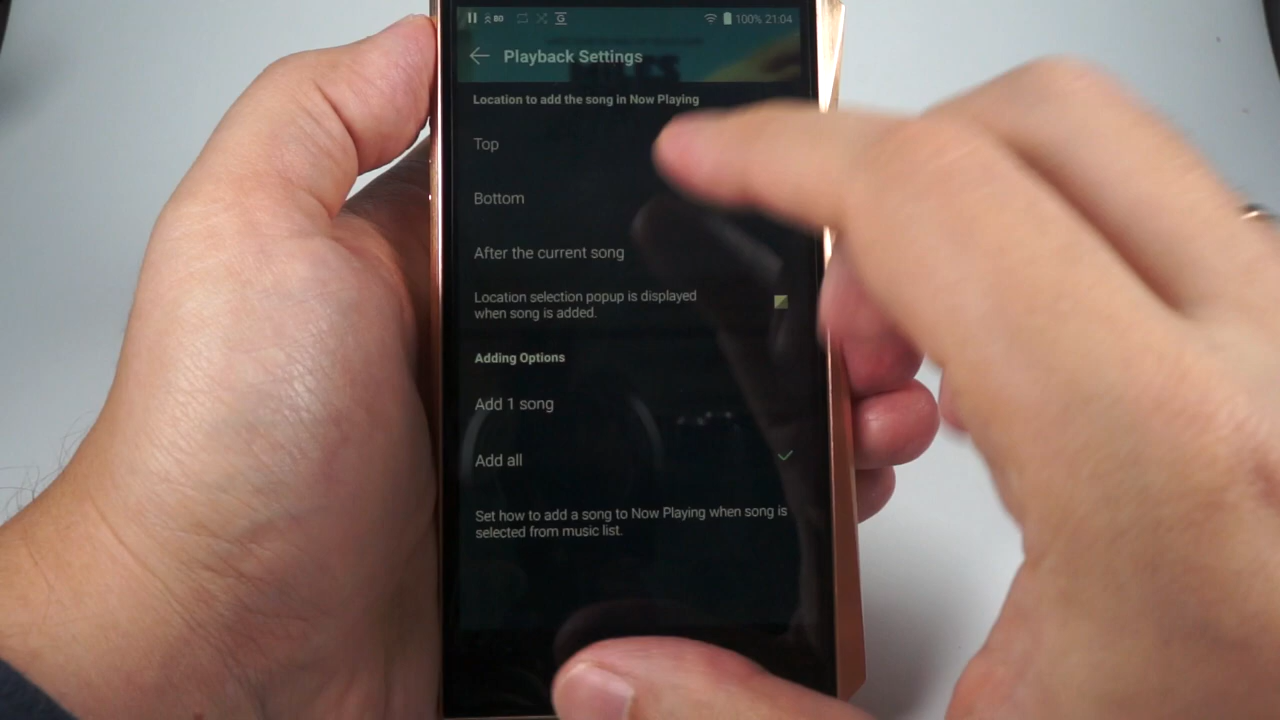 80 G 100% 21:04
Playback Settings
Location to add the song in Now Playing
Top
Bottom
After the current song
Location selection popup is displayed
when song is added.
Adding Options
Add 1 song
Add all
Set how to add a song to Now Playing when song is
selected from music list.